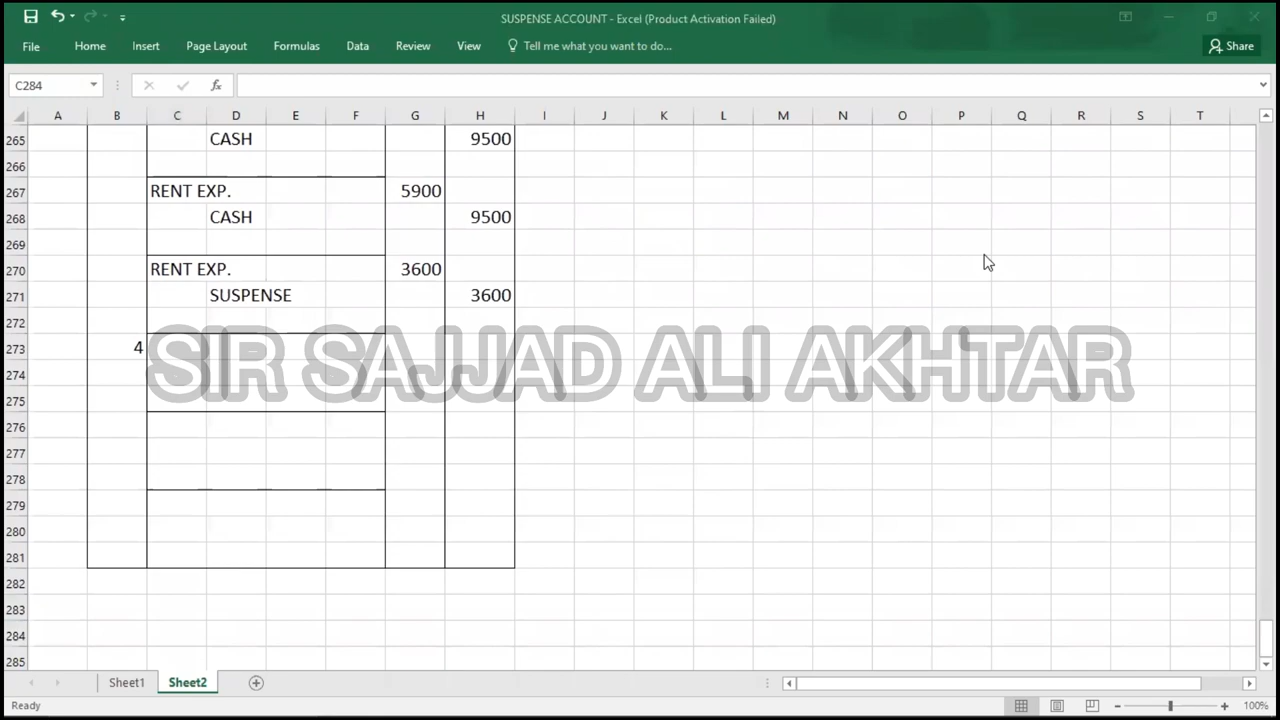 SUSPENSE ACCOUNT - Excel (Product Activation Failed)
File Home Insert Page Layout Formulas Data Review View Tell me what you want to do... Share
C284 fx
A B C D E F G H I J K L M N O P Q R S T
265 CASH 9500
266
267 RENT EXP. 5900
268 CASH 9500
269
270 RENT EXP. 3600
271 SUSPENSE 3600
272
273 4
SIR SAJJAD ALI AKHTAR
274
275
276
277
278
279
280
281
282
283
284
285
Sheet1 Sheet2
Ready 100%